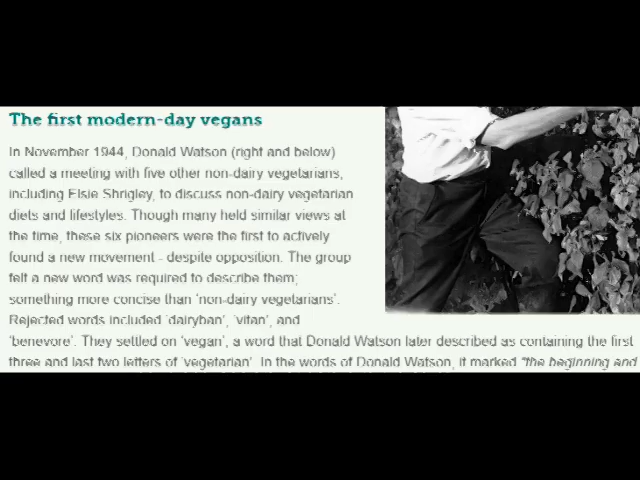 The first modern-day vegans
In November 1944, Donald Watson (right and below)
called a meeting with five other non-dairy vegetarians,
including Elsie Shrigley, to discuss non-dairy vegetarian
diets and lifestyles. Though many held similar views at
the time, these six pioneers were the first to actively
found a new movement - despite opposition. The group
felt a new word was required to describe them;
something more concise than 'non-dairy vegetarians'.
Rejected words included 'dairyban', 'vitan', and
'benevore'. They settled on 'vegan', a word that Donald Watson later described as containing the first
three and last two letters of 'vegetarian'. In the words of Donald Watson, it marked "the beginning and